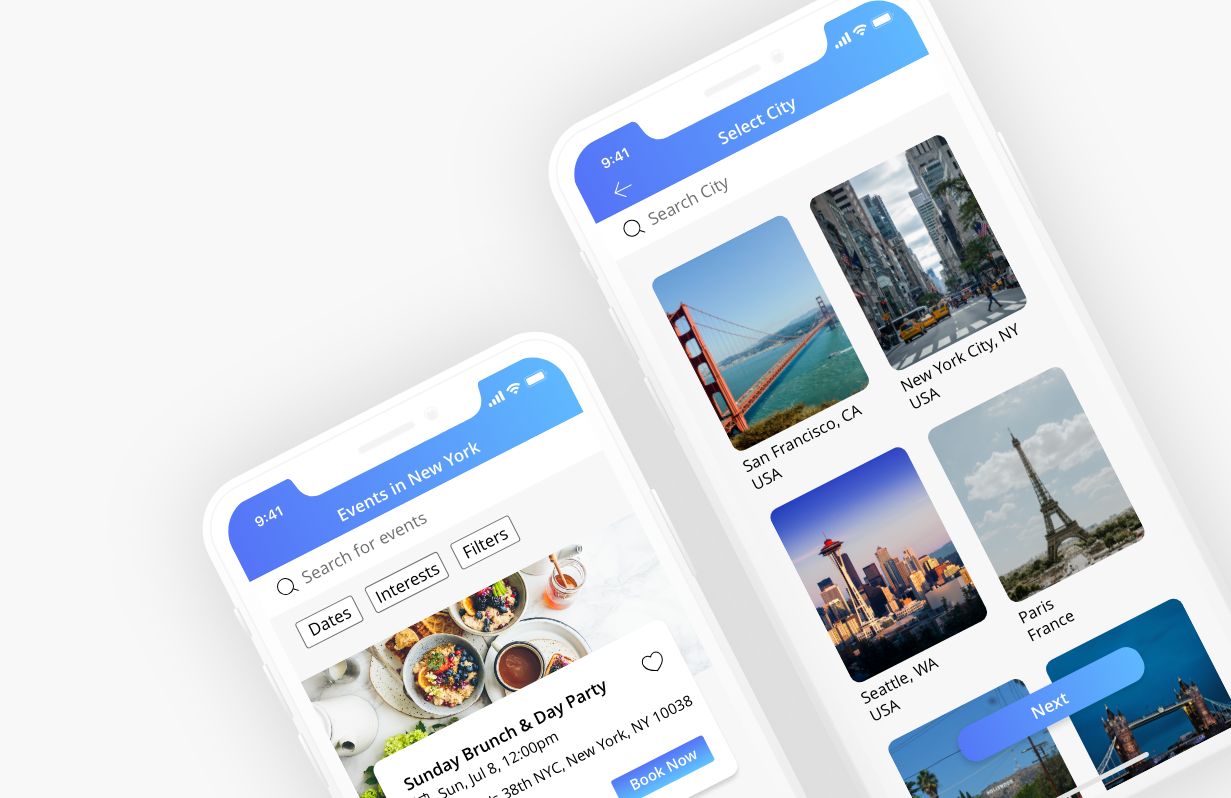 9:41
Select City
Search City
San Francisco, CA
USA
New York City, NY
USA
Seattle, WA
USA
Paris
France
Next
9:41
Events in New York
Search for events
Dates
Interests
Filters
Sunday Brunch & Day Party
Sun, Jul 8, 12:00pm
38th NYC, New York, NY 10038
Book Now